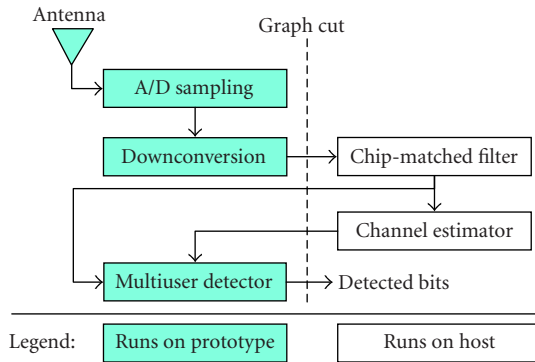 Antenna
Graph cut
A/D sampling
Downconversion
Chip-matched filter
Channel estimator
Multiuser detector
Detected bits
Legend:
Runs on prototype
Runs on host